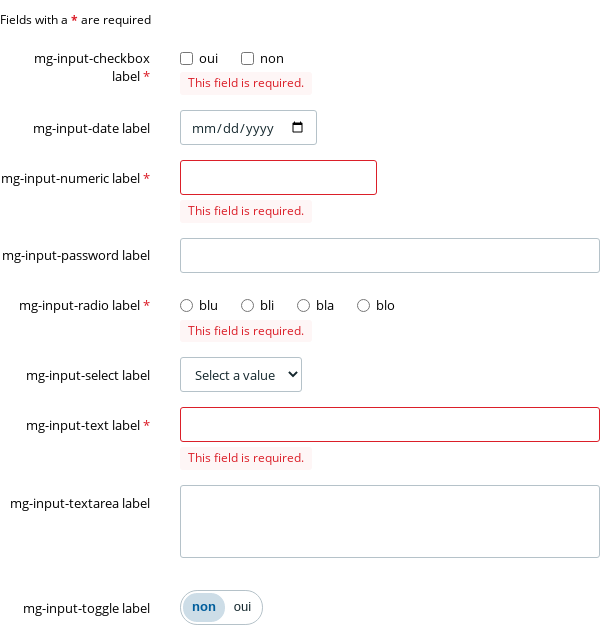 Fields with a * are required
mg-input-checkbox
label *
oui non
This field is required.
mg-input-date label
mm/dd/yyyy
mg-input-numeric label *
This field is required.
mg-input-password label
mg-input-radio label *
blu bli bla blo
This field is required.
mg-input-select label
Select a value
mg-input-text label *
This field is required.
mg-input-textarea label
mg-input-toggle label
non oui